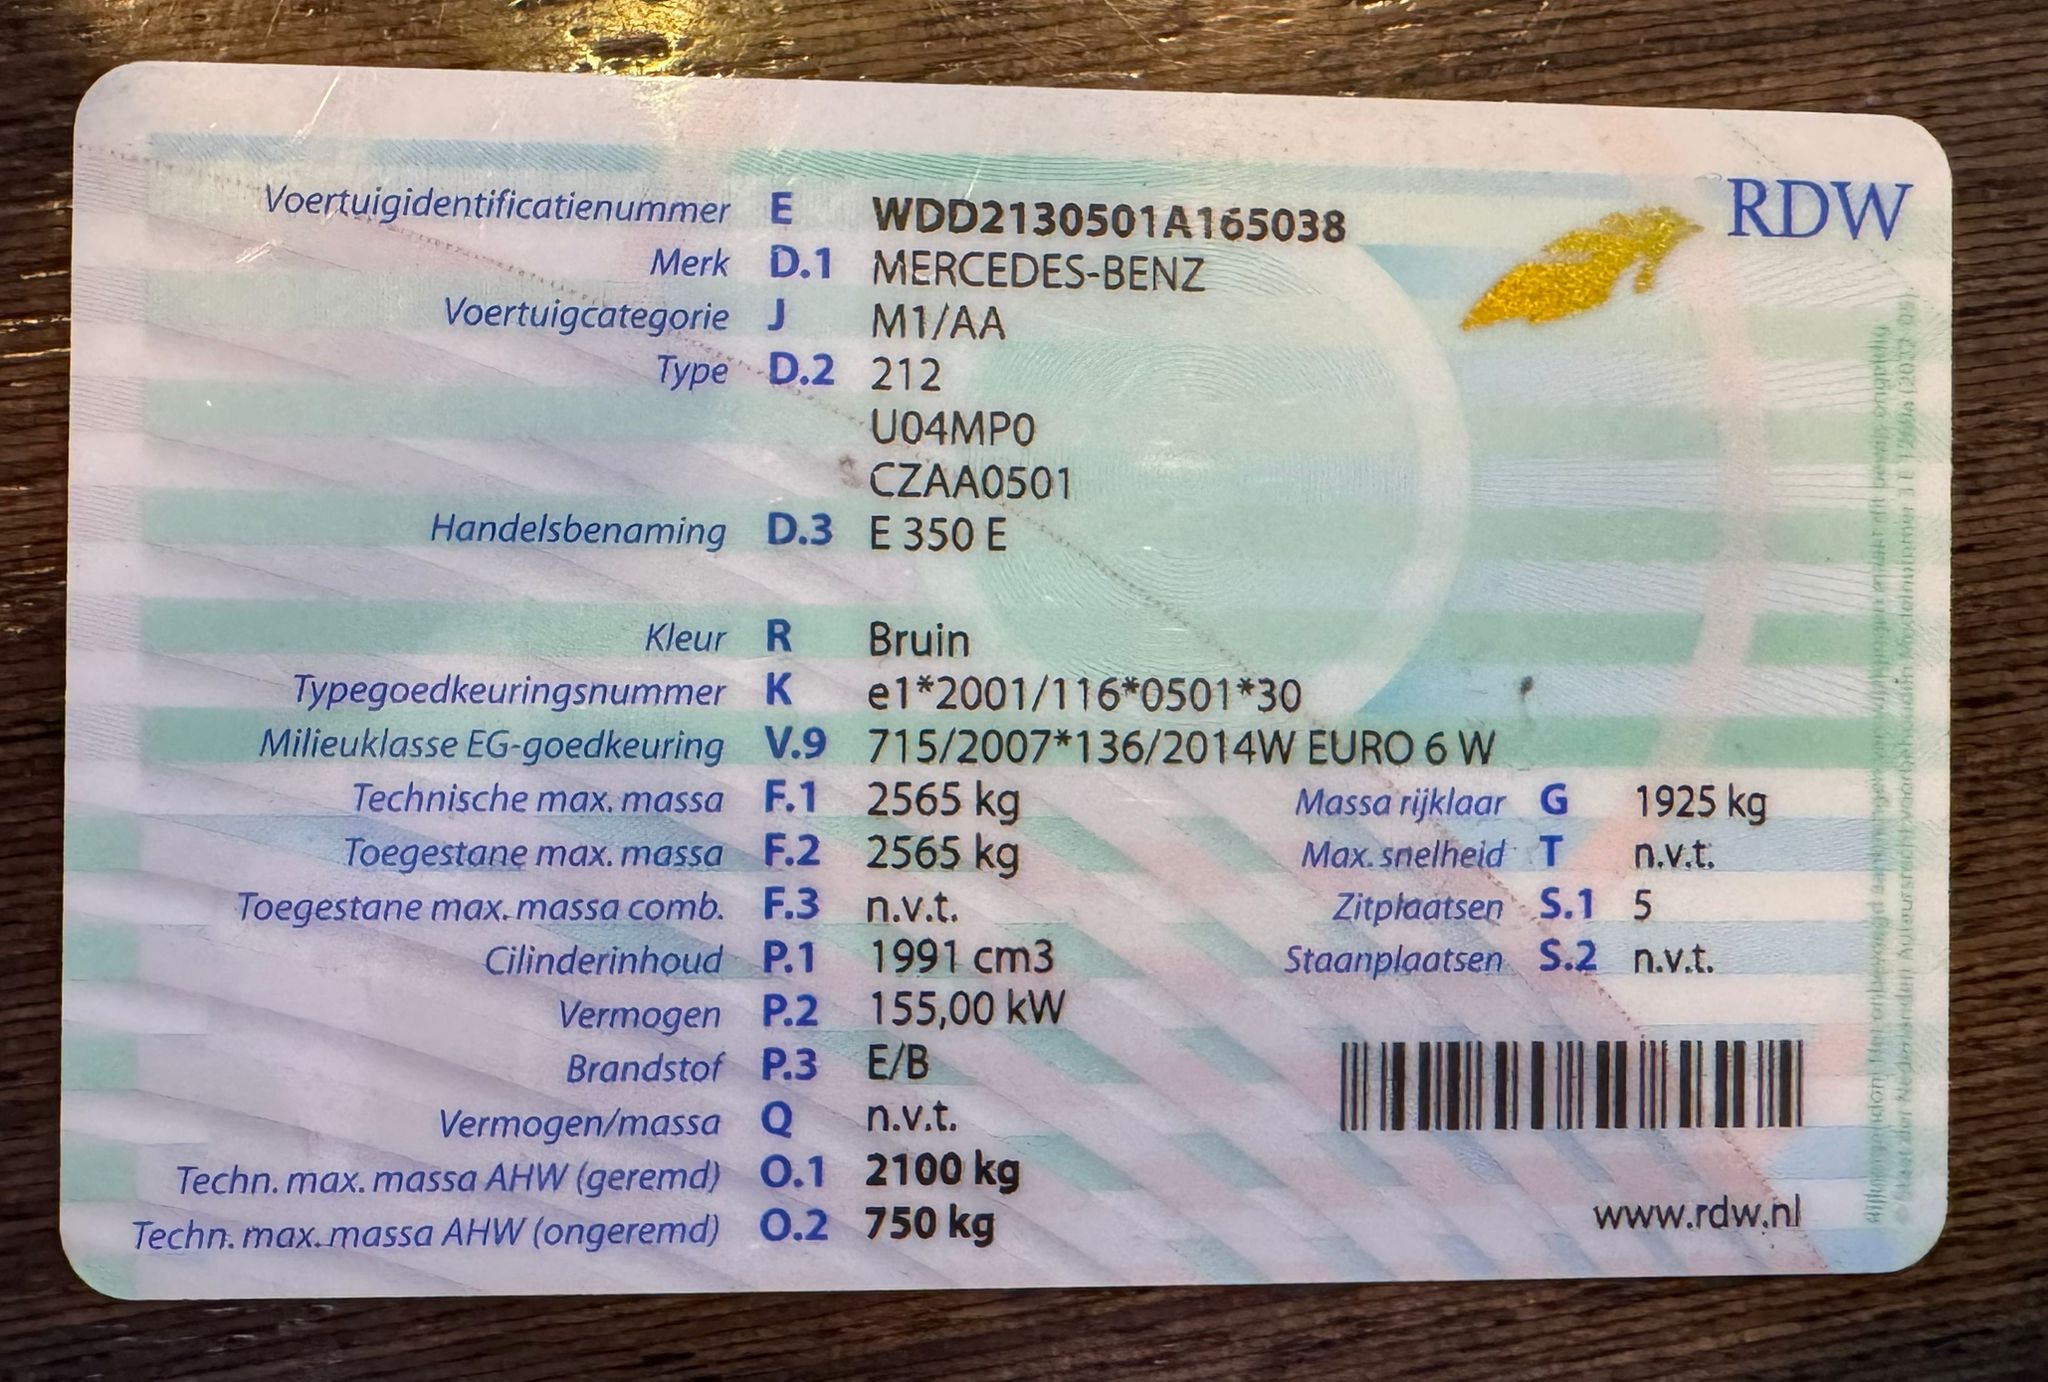 RDW
Voertuigidentificatienummer E WDD2130501A165038
Merk D.1 MERCEDES-BENZ
Voertuigcategorie J M1/AA
Type D.2 212
U04MP0
CZAA0501
Handelsbenaming D.3 E 350 E
Kleur R Bruin
Typegoedkeuringsnummer K e1*2001/116*0501*30
Milieuklasse EG-goedkeuring V.9 715/2007*136/2014W EURO 6 W
Technische max. massa F.1 2565 kg Massa rijklaar G 1925 kg
Toegestane max. massa F.2 2565 kg Max. snelheid T n.v.t.
Toegestane max. massa comb. F.3 n.v.t. Zitplaatsen S.1 5
Cilinderinhoud P.1 1991 cm3 Staanplaatsen S.2 n.v.t.
Vermogen P.2 155,00 kW
Brandstof P.3 E/B
Vermogen/massa Q n.v.t.
Techn. max. massa AHW (geremd) O.1 2100 kg
Techn. max. massa AHW (ongeremd) O.2 750 kg
www.rdw.nl